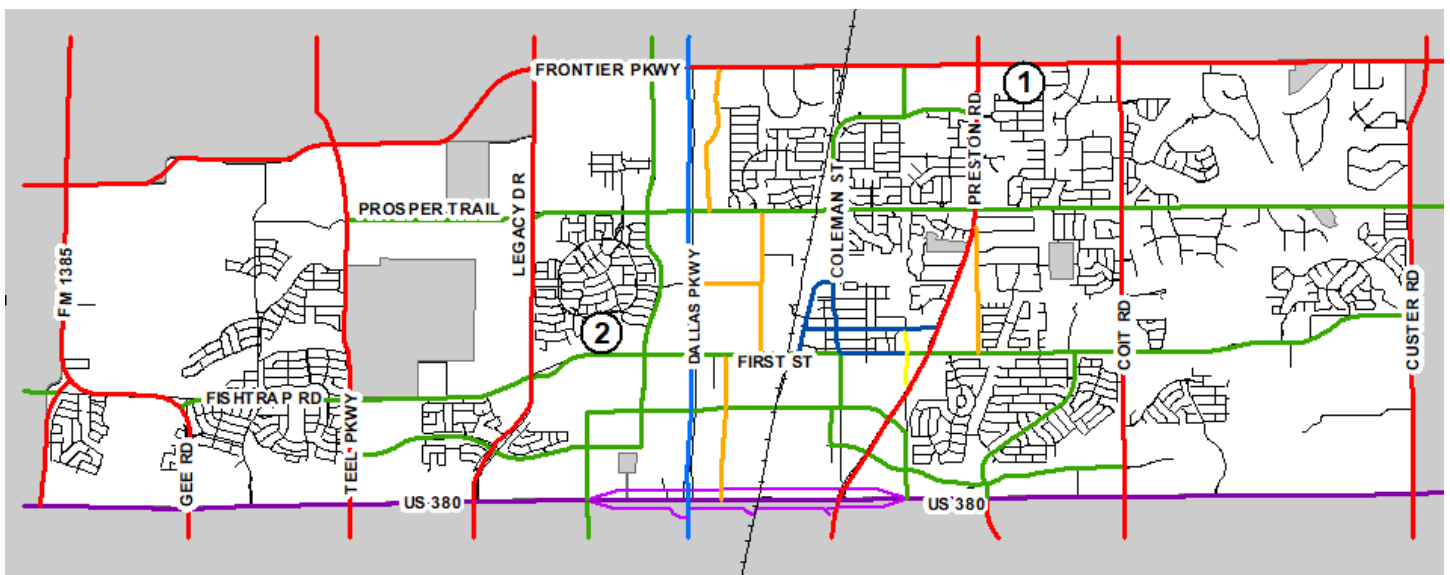 FRONTIER PKWY
1
PRESTON RD
COLEMAN ST
LEGACY DR
PROSPER TRAIL
FM 1385
DALLAS PKWY
COIT RD
CUSTER RD
2
FIRST ST
FISHTRAP RD
TEEL PKWY
GEE RD
US 380
US 380